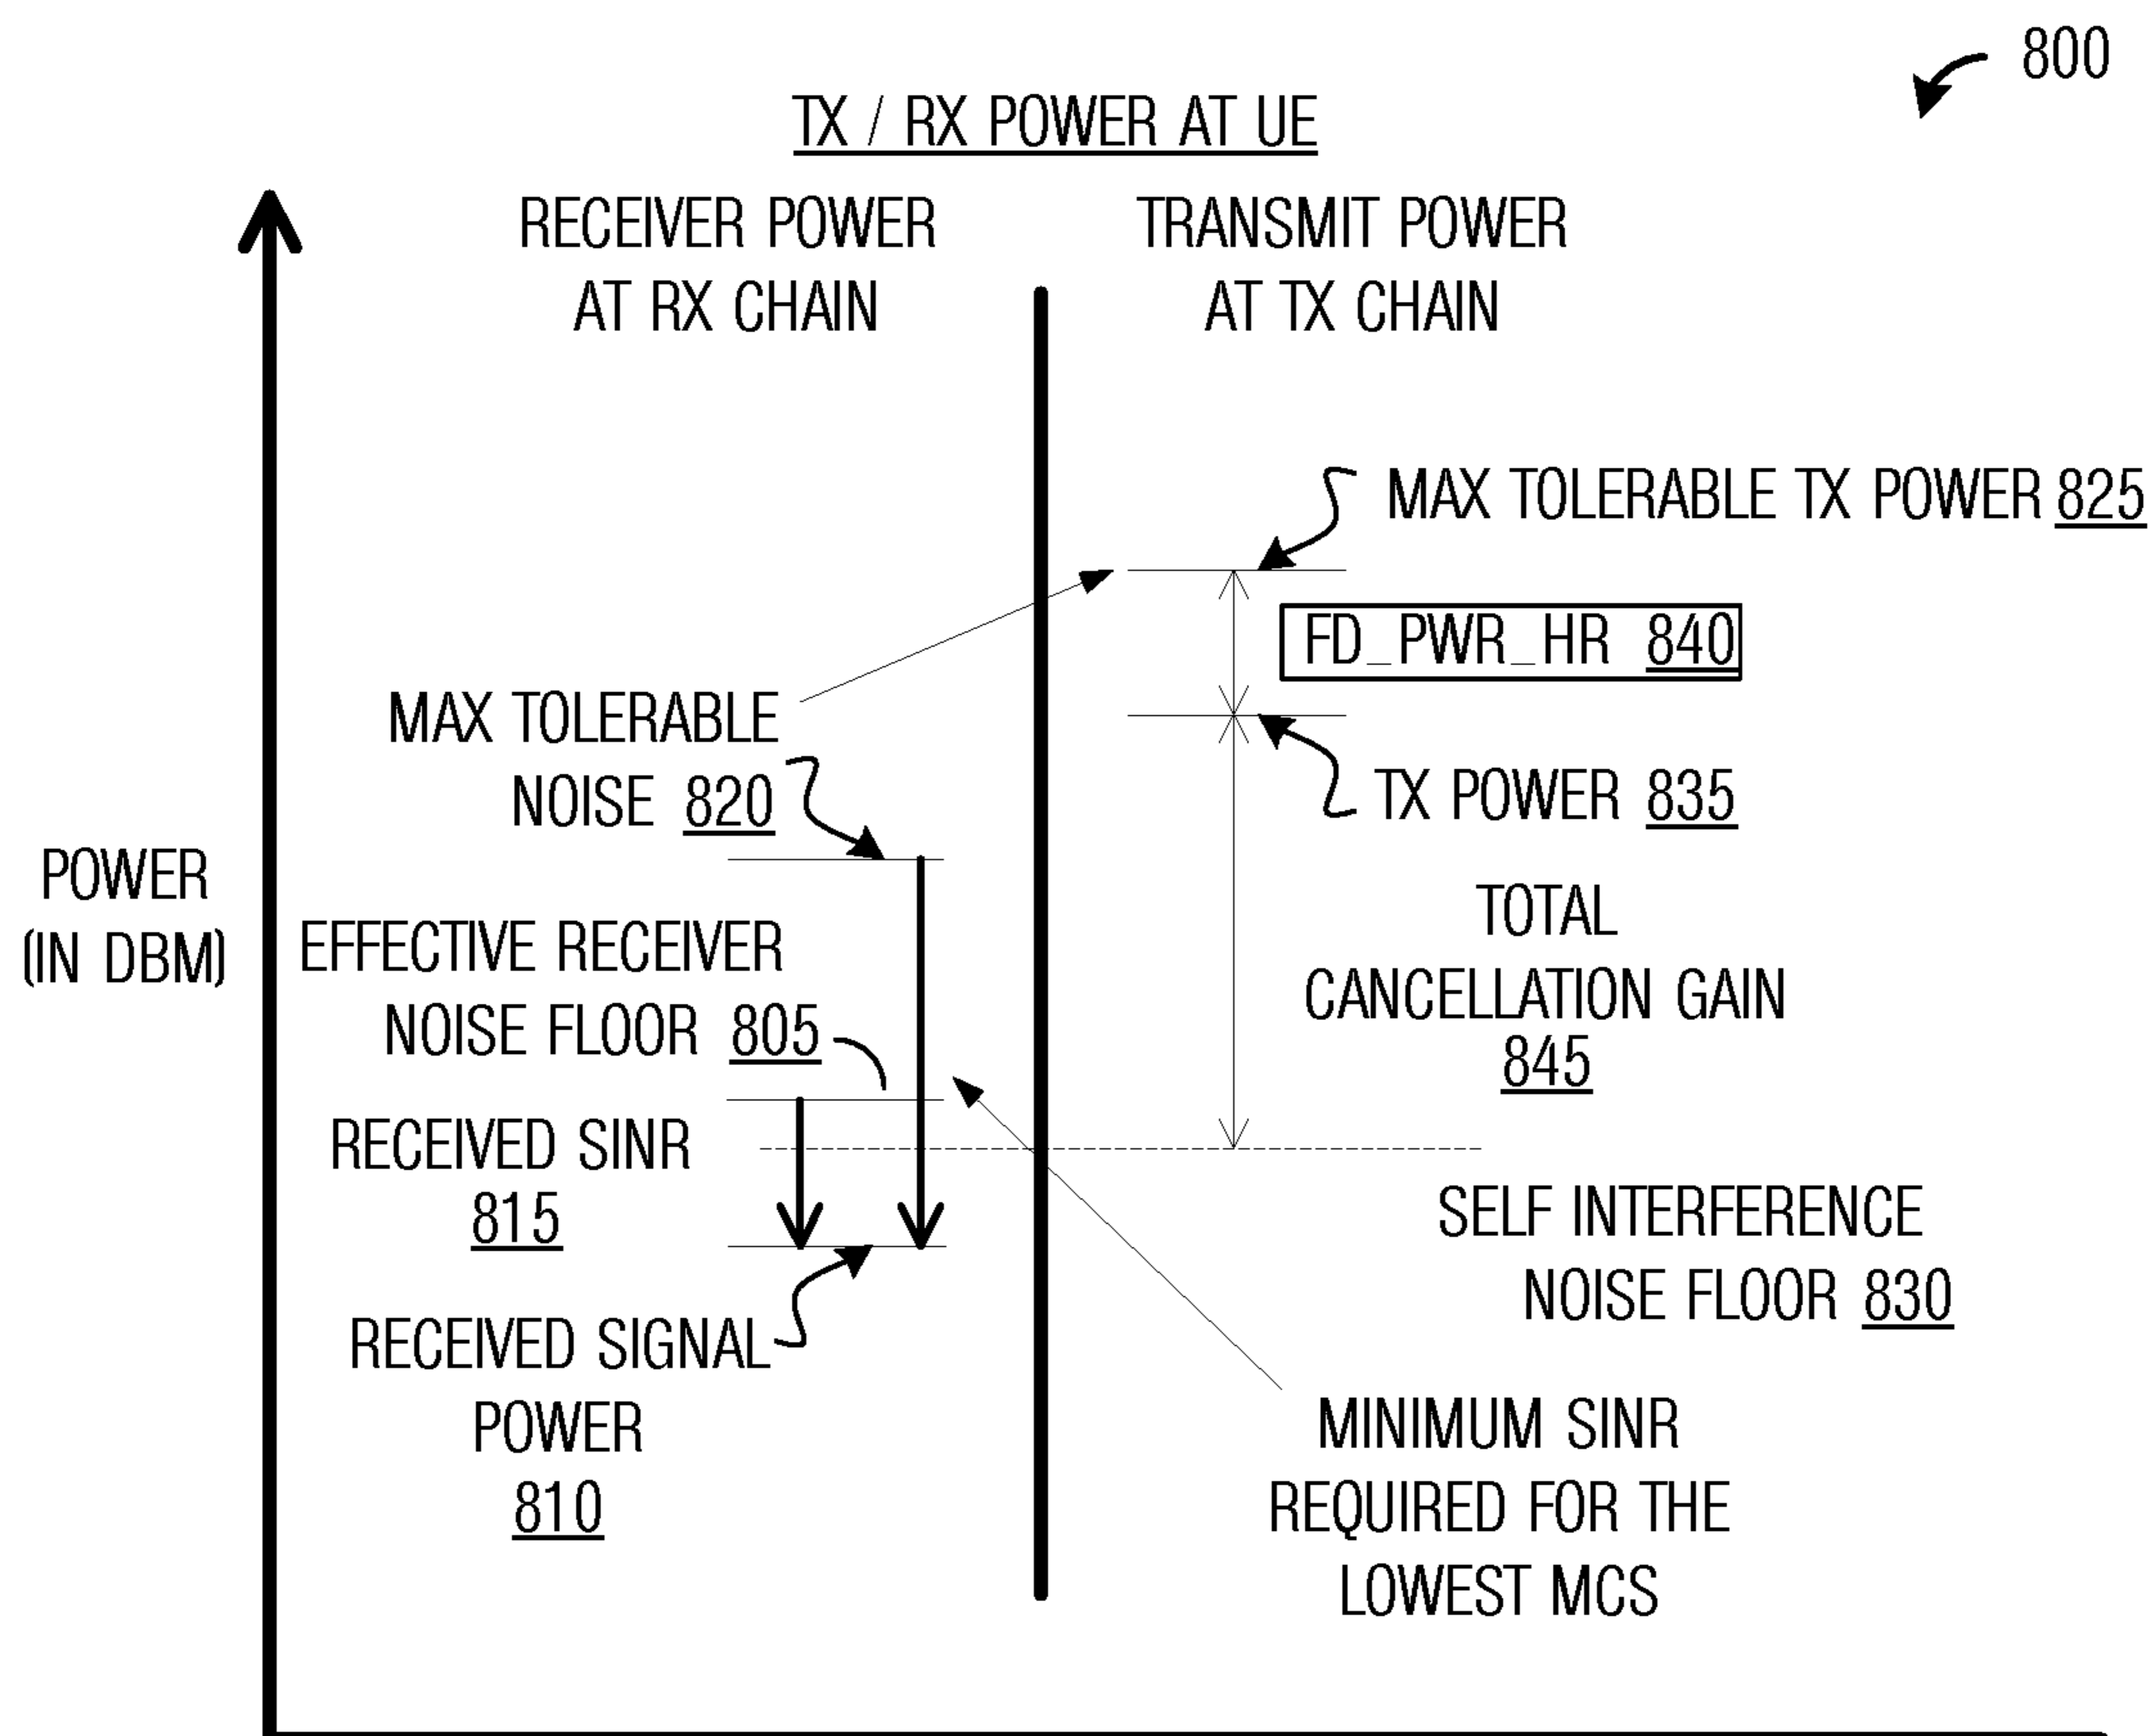 800
TX / RX POWER AT UE
RECEIVER POWER
AT RX CHAIN
TRANSMIT POWER
AT TX CHAIN
MAX TOLERABLE TX POWER 825
FD_PWR_HR 840
MAX TOLERABLE
NOISE 820
TX POWER 835
POWER
(IN DBM)
EFFECTIVE RECEIVER
NOISE FLOOR 805
TOTAL
CANCELLATION GAIN
845
RECEIVED SINR
815
SELF INTERFERENCE
NOISE FLOOR 830
RECEIVED SIGNAL
POWER
810
MINIMUM SINR
REQUIRED FOR THE
LOWEST MCS